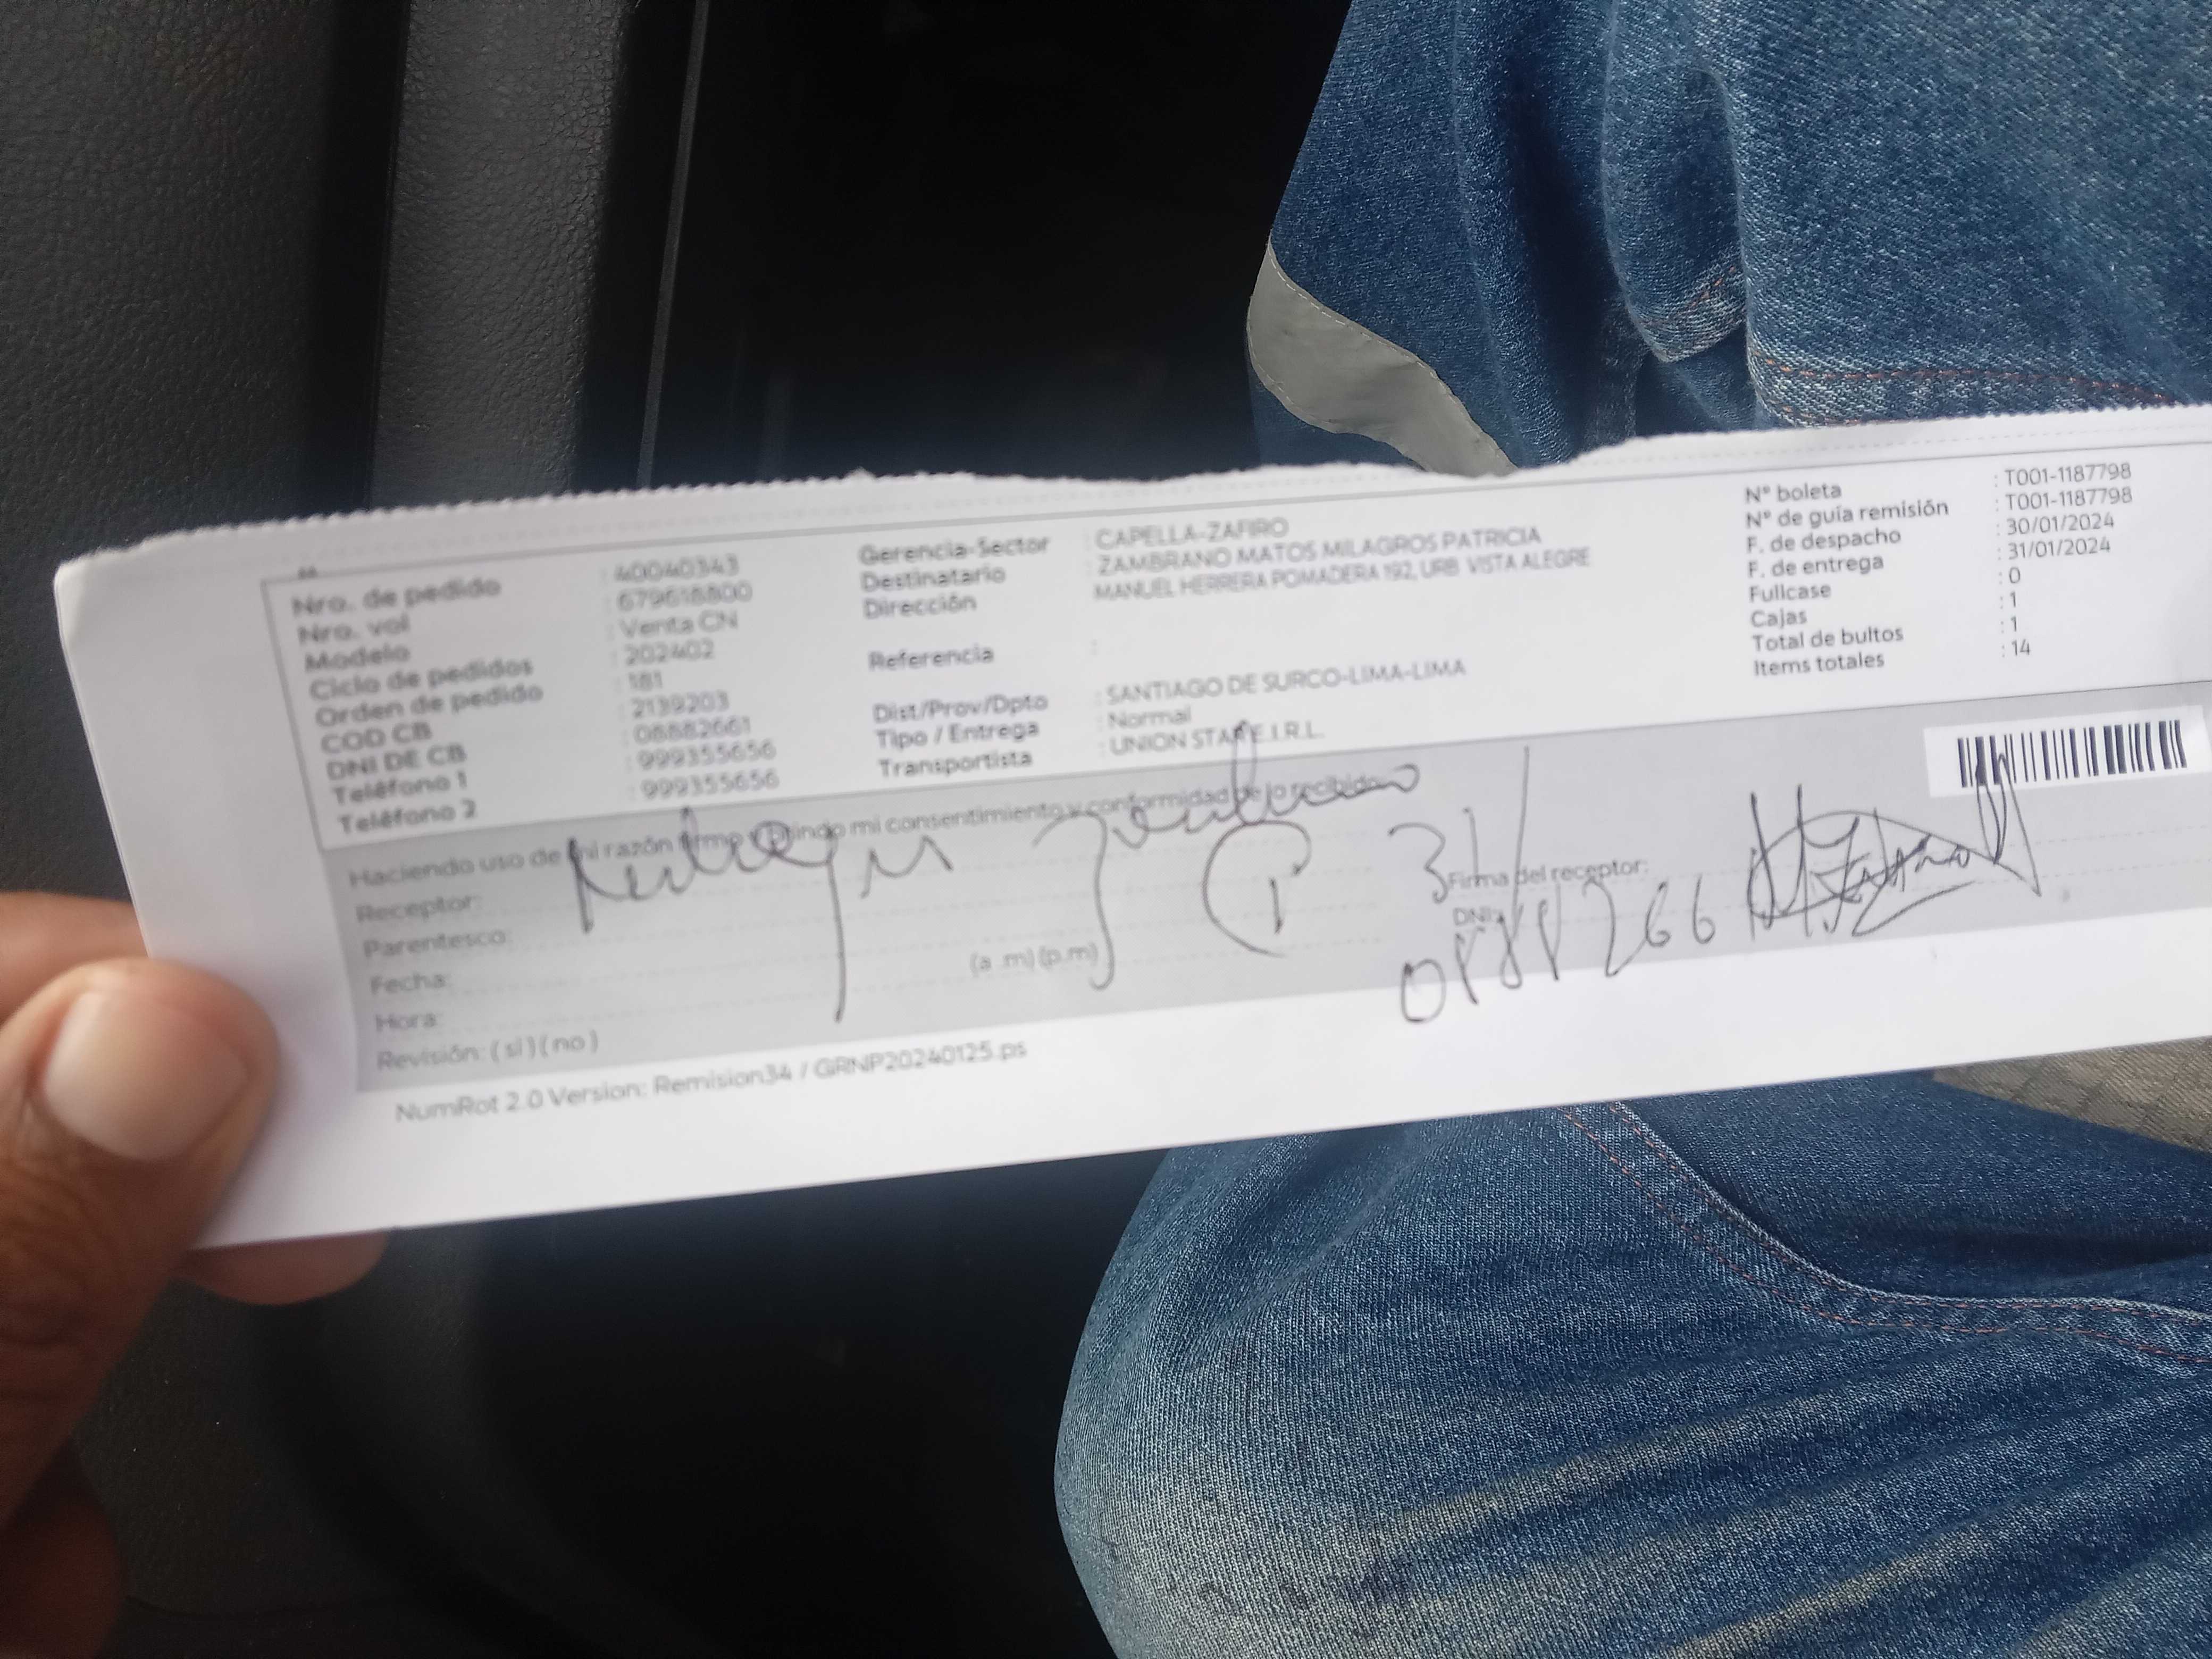 Nro. de pedido : 40040343
Nro. vol : 679618800
Modelo : Venta CN
Ciclo de pedidos : 202402
Orden de pedido : 181
COD CB : 2139203
DNI DE CB : 08882661
Teléfono 1 : 999355656
Teléfono 2 : 999355656
Gerencia-Sector : CAPELLA-ZAFIRO
Destinatario : ZAMBRANO MATOS MILAGROS PATRICIA
Dirección : MANUEL HERRERA POMADERA 192, URB VISTA ALEGRE
Referencia :
Dist/Prov/Dpto : SANTIAGO DE SURCO-LIMA-LIMA
Tipo / Entrega : Normal
Transportista : UNION STAR E.I.R.L.
N° boleta : T001-1187798
N° de guía remisión : T001-1187798
F. de despacho : 30/01/2024
F. de entrega : 31/01/2024
Fullcase : 0
Cajas : 1
Total de bultos : 1
Items totales : 14
Haciendo uso de mi razón firmo y brindo mi consentimiento y conformidad de lo recibido
Receptor:
Parentesco:
Fecha:
Hora: (a .m) (p.m)
Revisión: ( sí ) ( no )
31/
Firma del receptor:
DNI:
NumRot 2.0 Version: Remision34 / GRNP20240125.ps